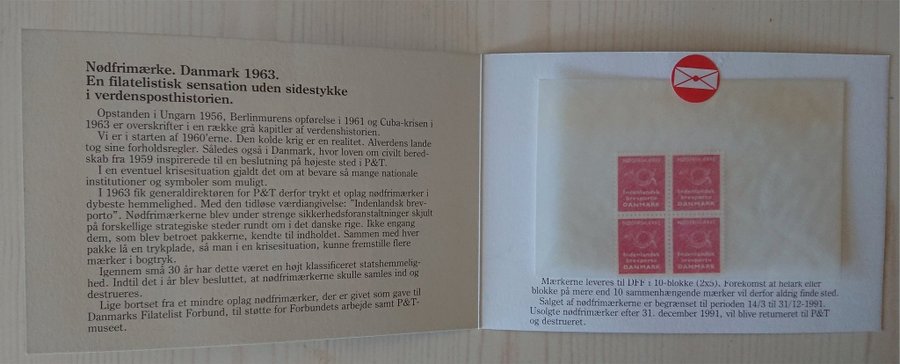 Nødfrimærke. Danmark 1963.
En filatelistisk sensation uden sidestykke
i verdensposthistorien.
Opstanden i Ungarn 1956, Berlinmurens opførelse i 1961 og Cuba-krisen i
1963 er overskrifter i en række grå kapitler af verdenshistorien.
Vi er i starten af 1960'erne. Den kolde krig er en realitet. Alverdens lande
tog sine forholdsregler. Således også i Danmark, hvor loven om civilt bered-
skab fra 1959 inspirerede til en beslutning på højeste sted i P&T.
I en eventuel krisesituation gjaldt det om at bevare så mange nationale
institutioner og symboler som muligt.
I 1963 fik generaldirektøren for P&T derfor trykt et oplag nødfrimærker i
dybeste hemmelighed. Med den tidløse værdiangivelse: "Indenlandsk brev-
porto". Nødfrimærkerne blev under strenge sikkerhedsforanstaltninger skjult
på forskellige strategiske steder rundt om i det danske rige. Ikke engang
dem, som blev betroet pakkerne, kendte til indholdet. Sammen med hver
pakke lå en trykplade, så man i en krisesituation, kunne fremstille flere
mærker i bogtryk.
Igennem små 30 år har dette været en højt klassificeret statshemmelig-
hed. Indtil det i år blev besluttet, at nødfrimærkerne skulle samles ind og
destrueres.
Lige bortset fra et mindre oplag nødfrimærker, der er givet som gave til
Danmarks Filatelist Forbund, til støtte for Forbundets arbejde samt P&T-
museet.
NØDFRIMÆRKE NØDFRIMÆRKE
Indenlandsk Indenlandsk
brevporto brevporto
DANMARK DANMARK
NØDFRIMÆRKE NØDFRIMÆRKE
Indenlandsk Indenlandsk
brevporto brevporto
DANMARK DANMARK
Mærkerne leveres til DFF i 10-blokke (2x5). Forekomst at helark eller
blokke på mere end 10 sammenhængende mærker vil derfor aldrig finde sted.
Salget af nødfrimærkerne er begrænset til perioden 14/3 til 31/12-1991.
Usolgte nødfrimærker efter 31. december 1991, vil blive returneret til P&T
og destrueret.